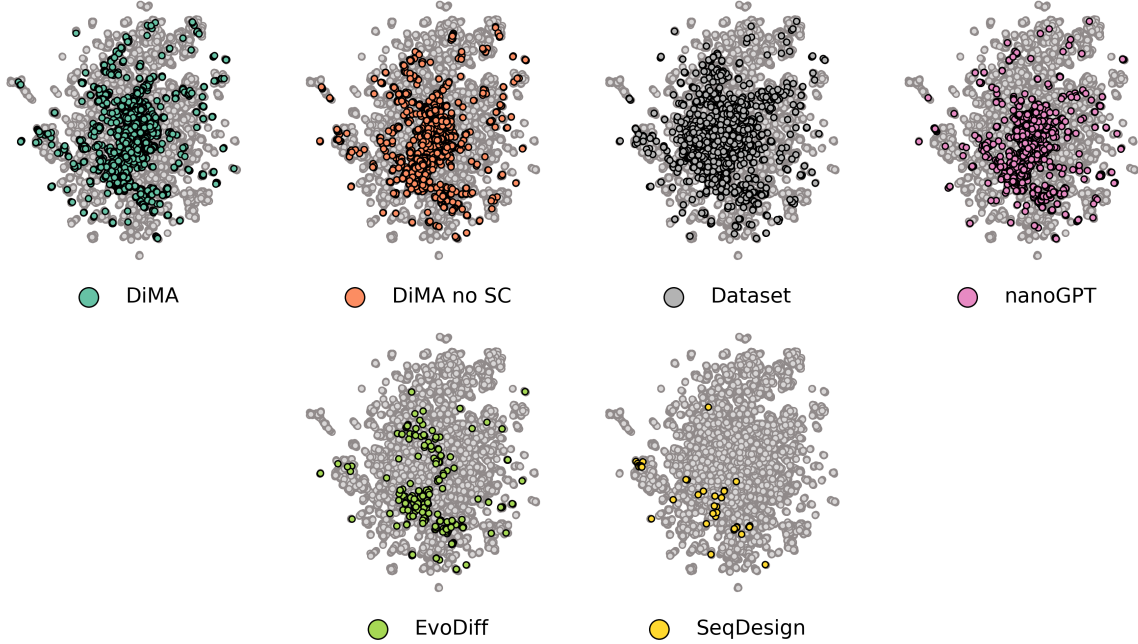 DiMA
DiMA no SC
Dataset
nanoGPT
EvoDiff
SeqDesign